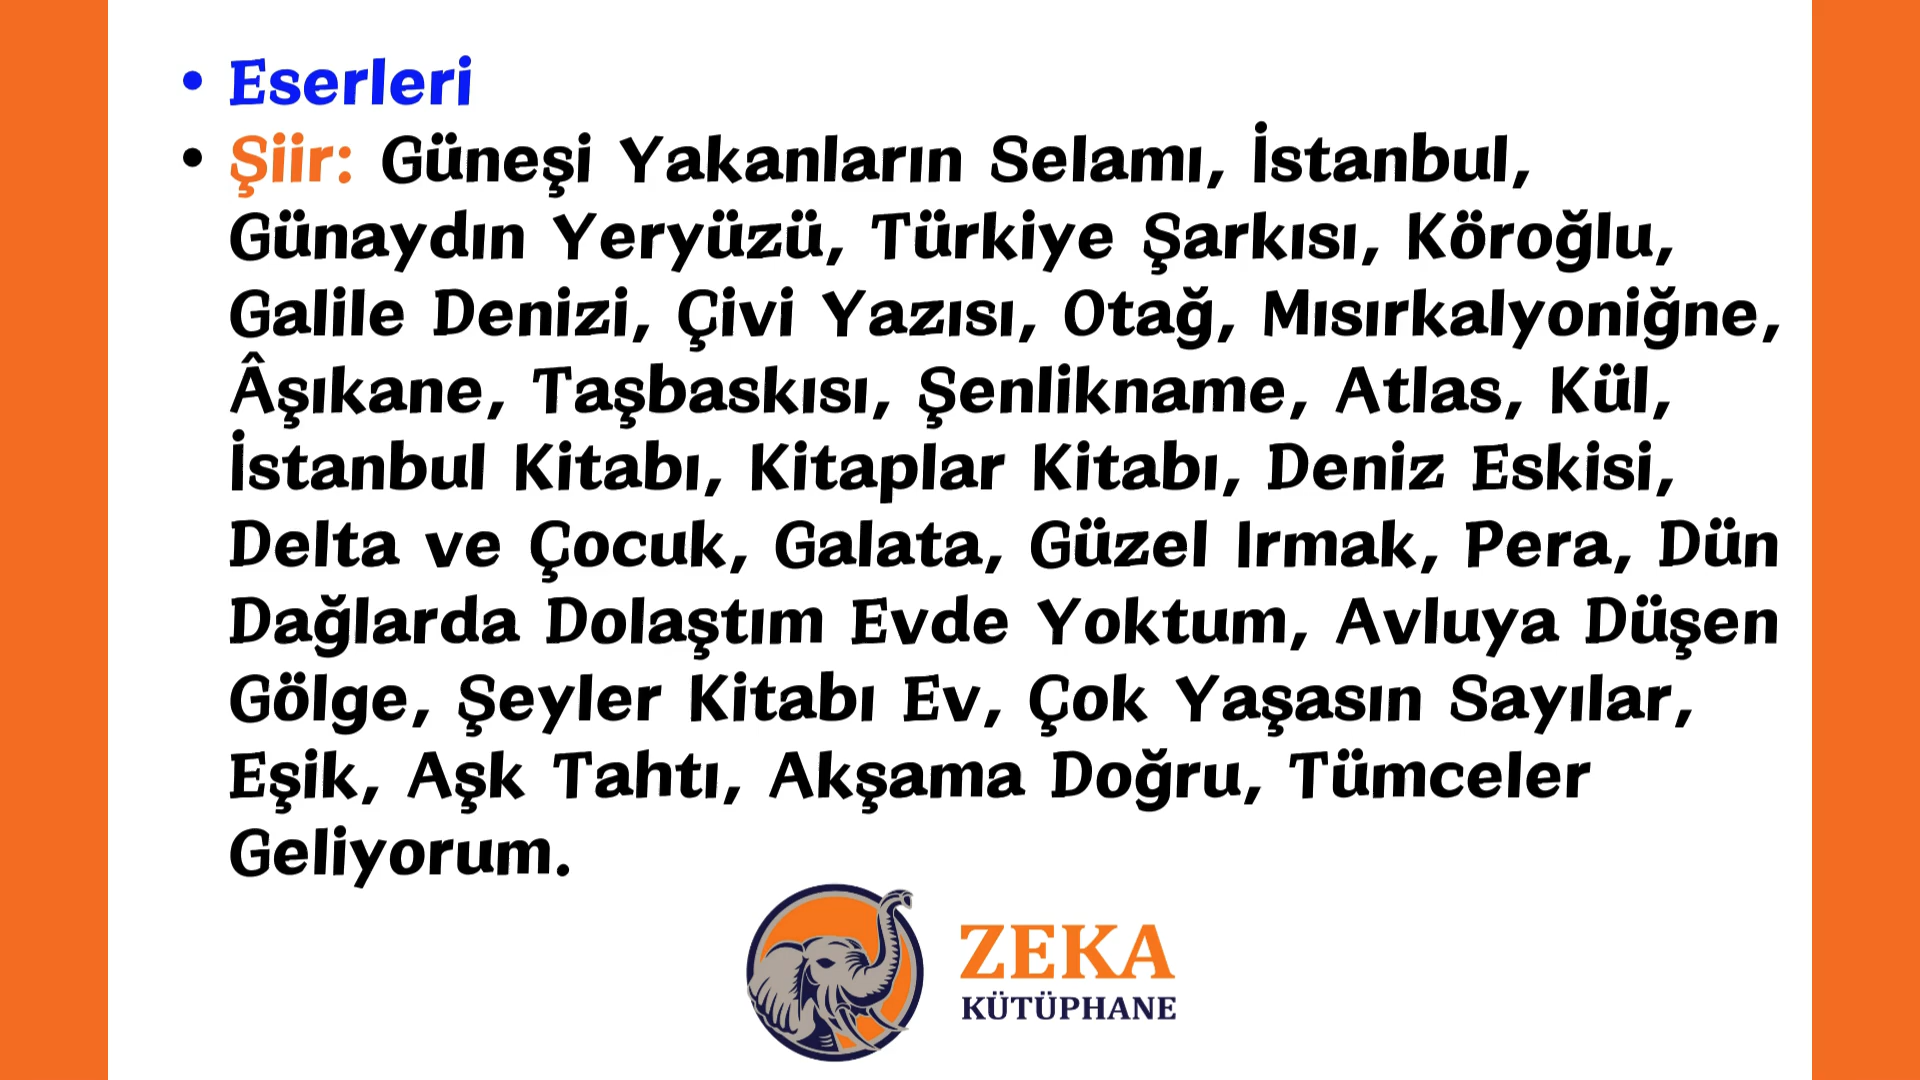 • Eserleri
• Şiir: Güneşi Yakanların Selamı, İstanbul,
Günaydın Yeryüzü, Türkiye Şarkısı, Köroğlu,
Galile Denizi, Çivi Yazısı, Otağ, Mısırkalyoniğne,
Âşıkane, Taşbaskısı, Şenlikname, Atlas, Kül,
İstanbul Kitabı, Kitaplar Kitabı, Deniz Eskisi,
Delta ve Çocuk, Galata, Güzel Irmak, Pera, Dün
Dağlarda Dolaştım Evde Yoktum, Avluya Düşen
Gölge, Şeyler Kitabı Ev, Çok Yaşasın Sayılar,
Eşik, Aşk Tahtı, Akşama Doğru, Tümceler
Geliyorum.
ZEKA
KÜTÜPHANE